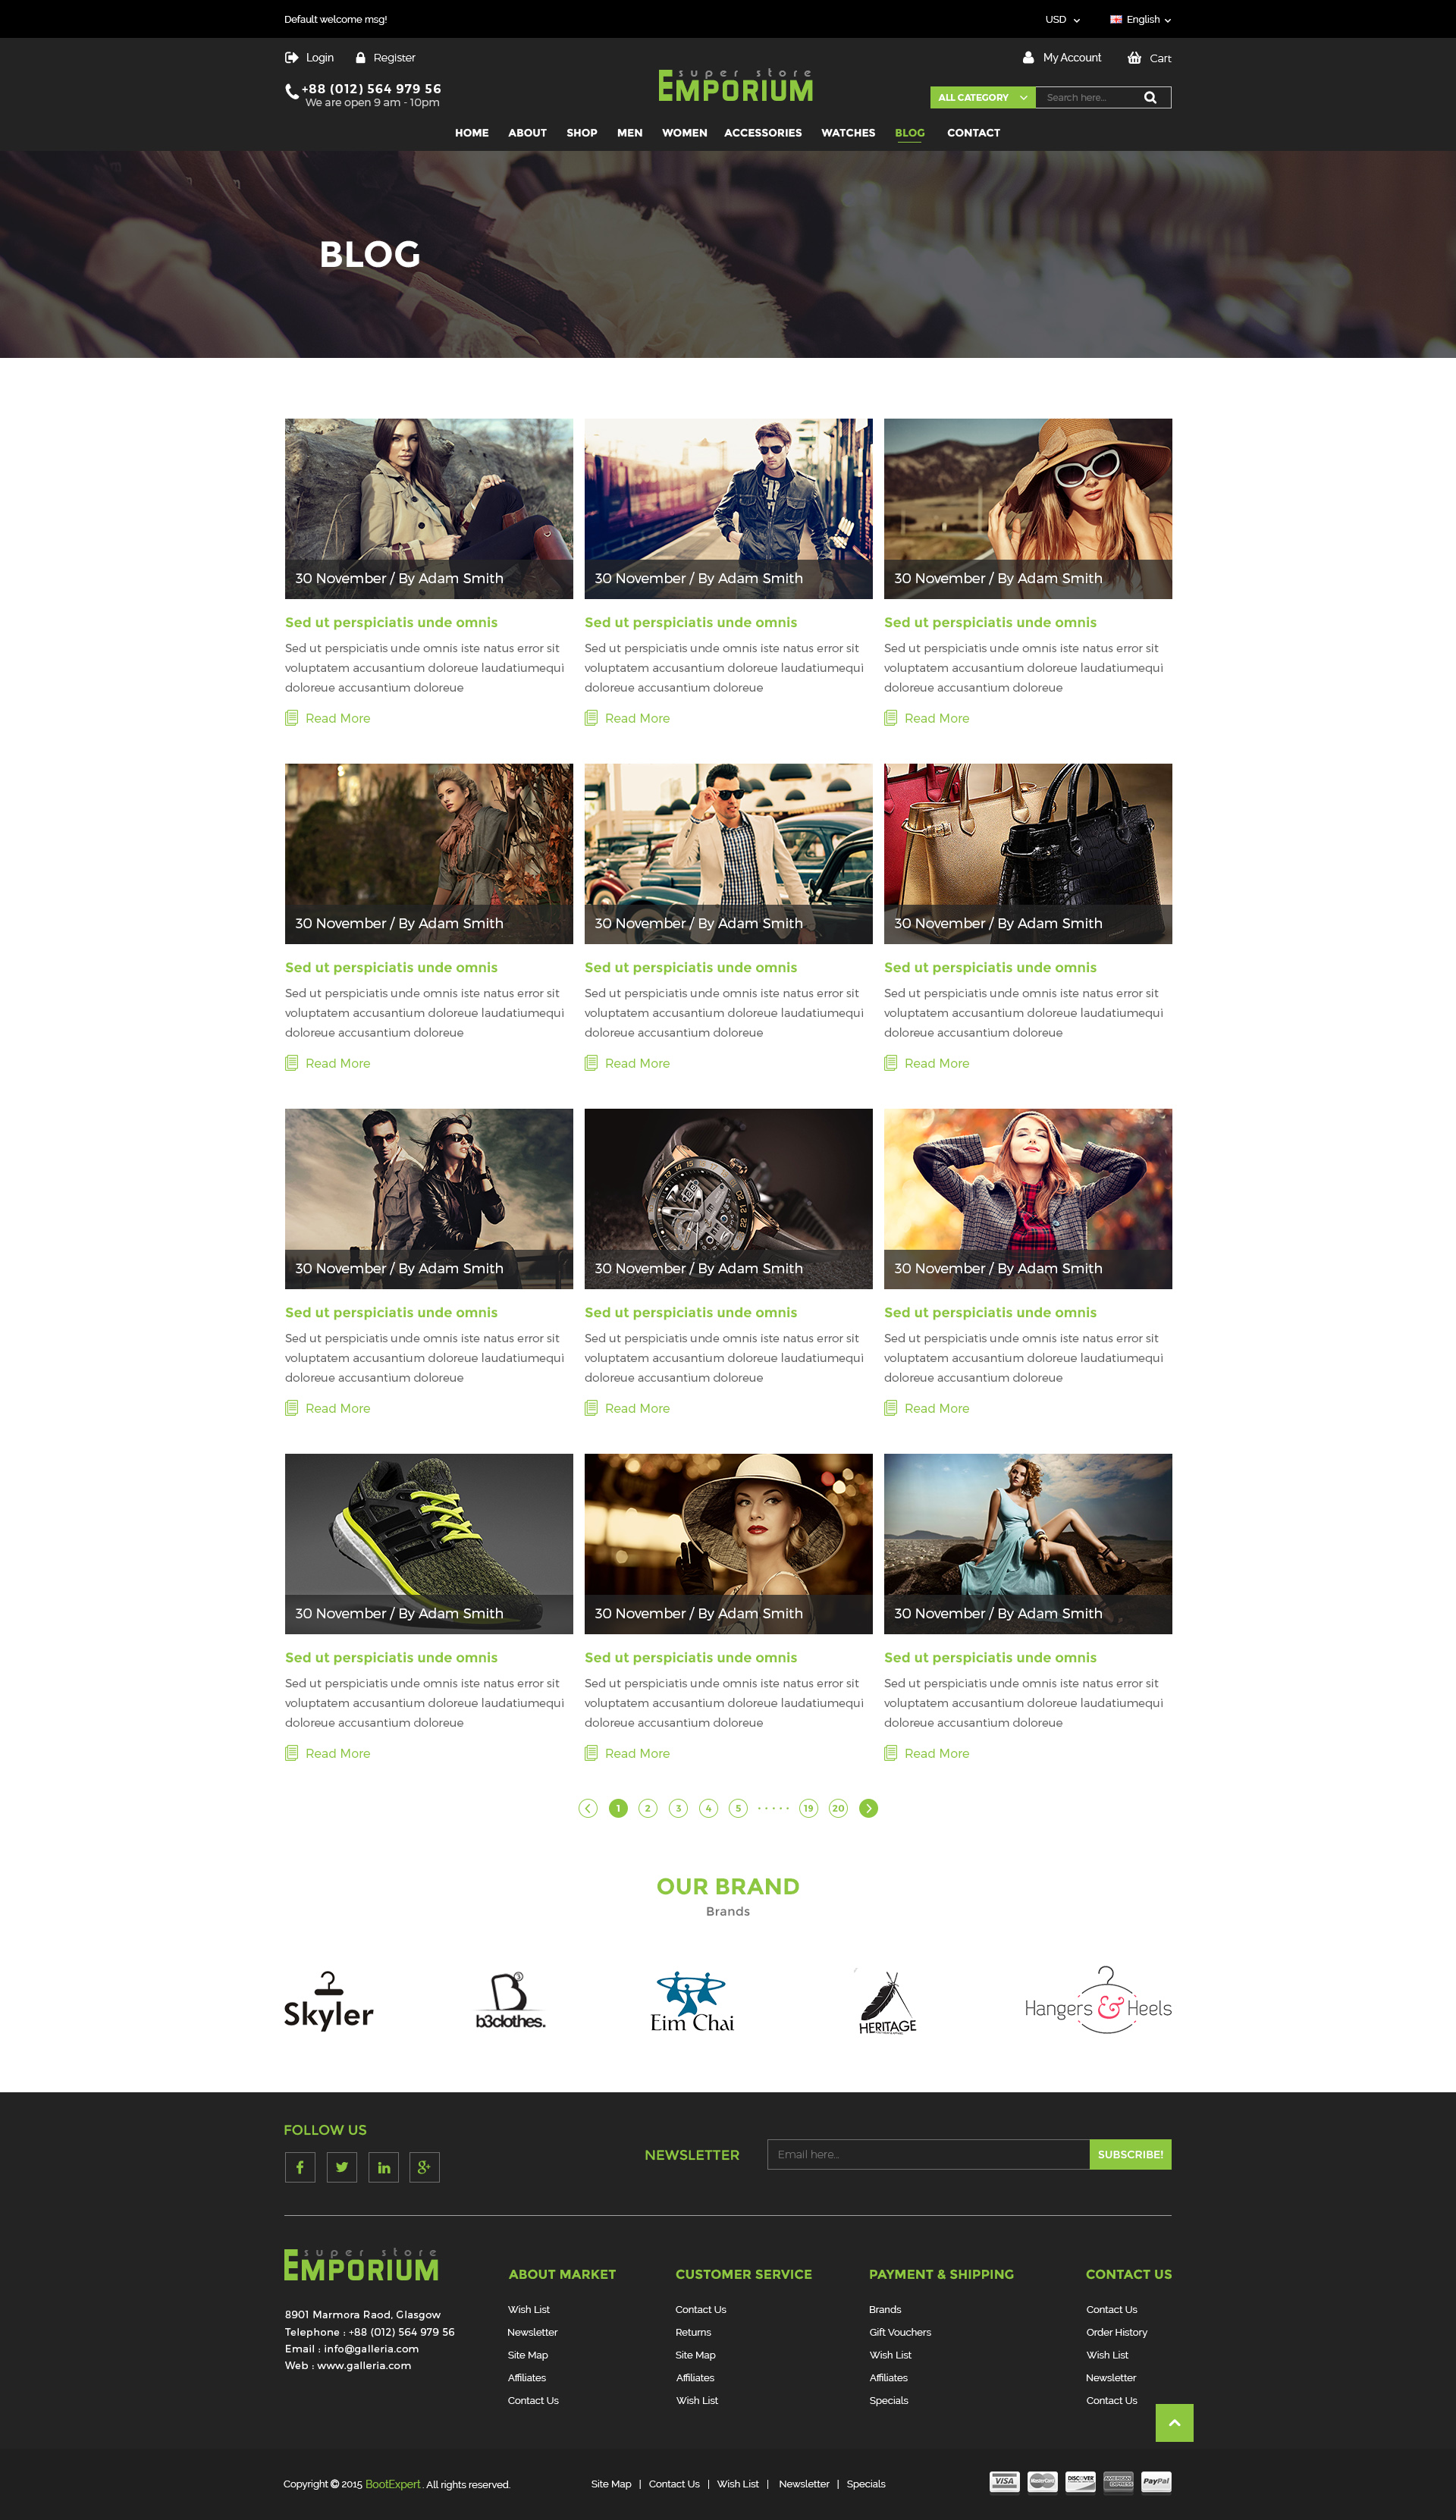 Default welcome msg!
USD
English
Login
Register
My Account
Cart
+88 (012) 564 979 56
We are open 9 am - 10pm
super store
EMPORIUM
ALL CATEGORY
Search here...
HOME ABOUT SHOP MEN WOMEN ACCESSORIES WATCHES BLOG CONTACT
BLOG
30 November / By Adam Smith
Sed ut perspiciatis unde omnis
Sed ut perspiciatis unde omnis iste natus error sit
voluptatem accusantium doloreue laudatiumequi
doloreue accusantium doloreue
Read More
30 November / By Adam Smith
Sed ut perspiciatis unde omnis
Sed ut perspiciatis unde omnis iste natus error sit
voluptatem accusantium doloreue laudatiumequi
doloreue accusantium doloreue
Read More
30 November / By Adam Smith
Sed ut perspiciatis unde omnis
Sed ut perspiciatis unde omnis iste natus error sit
voluptatem accusantium doloreue laudatiumequi
doloreue accusantium doloreue
Read More
30 November / By Adam Smith
Sed ut perspiciatis unde omnis
Sed ut perspiciatis unde omnis iste natus error sit
voluptatem accusantium doloreue laudatiumequi
doloreue accusantium doloreue
Read More
30 November / By Adam Smith
Sed ut perspiciatis unde omnis
Sed ut perspiciatis unde omnis iste natus error sit
voluptatem accusantium doloreue laudatiumequi
doloreue accusantium doloreue
Read More
30 November / By Adam Smith
Sed ut perspiciatis unde omnis
Sed ut perspiciatis unde omnis iste natus error sit
voluptatem accusantium doloreue laudatiumequi
doloreue accusantium doloreue
Read More
30 November / By Adam Smith
Sed ut perspiciatis unde omnis
Sed ut perspiciatis unde omnis iste natus error sit
voluptatem accusantium doloreue laudatiumequi
doloreue accusantium doloreue
Read More
30 November / By Adam Smith
Sed ut perspiciatis unde omnis
Sed ut perspiciatis unde omnis iste natus error sit
voluptatem accusantium doloreue laudatiumequi
doloreue accusantium doloreue
Read More
30 November / By Adam Smith
Sed ut perspiciatis unde omnis
Sed ut perspiciatis unde omnis iste natus error sit
voluptatem accusantium doloreue laudatiumequi
doloreue accusantium doloreue
Read More
30 November / By Adam Smith
Sed ut perspiciatis unde omnis
Sed ut perspiciatis unde omnis iste natus error sit
voluptatem accusantium doloreue laudatiumequi
doloreue accusantium doloreue
Read More
30 November / By Adam Smith
Sed ut perspiciatis unde omnis
Sed ut perspiciatis unde omnis iste natus error sit
voluptatem accusantium doloreue laudatiumequi
doloreue accusantium doloreue
Read More
30 November / By Adam Smith
Sed ut perspiciatis unde omnis
Sed ut perspiciatis unde omnis iste natus error sit
voluptatem accusantium doloreue laudatiumequi
doloreue accusantium doloreue
Read More
1 2 3 4 5 ..... 19 20
OUR BRAND
Brands
Skyler
B3
b3clothes.
Eim Chai
HERITAGE
Hangers & Heels
FOLLOW US
NEWSLETTER
Email here...
SUBSCRIBE!
super store
EMPORIUM
8901 Marmora Raod, Glasgow
Telephone : +88 (012) 564 979 56
Email : info@galleria.com
Web : www.galleria.com
ABOUT MARKET
Wish List
Newsletter
Site Map
Affiliates
Contact Us
CUSTOMER SERVICE
Contact Us
Returns
Site Map
Affiliates
Wish List
PAYMENT & SHIPPING
Brands
Gift Vouchers
Wish List
Affiliates
Specials
CONTACT US
Contact Us
Order History
Wish List
Newsletter
Contact Us
Copyright © 2015 BootExpert. All rights reserved.
Site Map | Contact Us | Wish List | Newsletter | Specials
VISA
MasterCard
DISCOVER
AMERICAN EXPRESS
PayPal